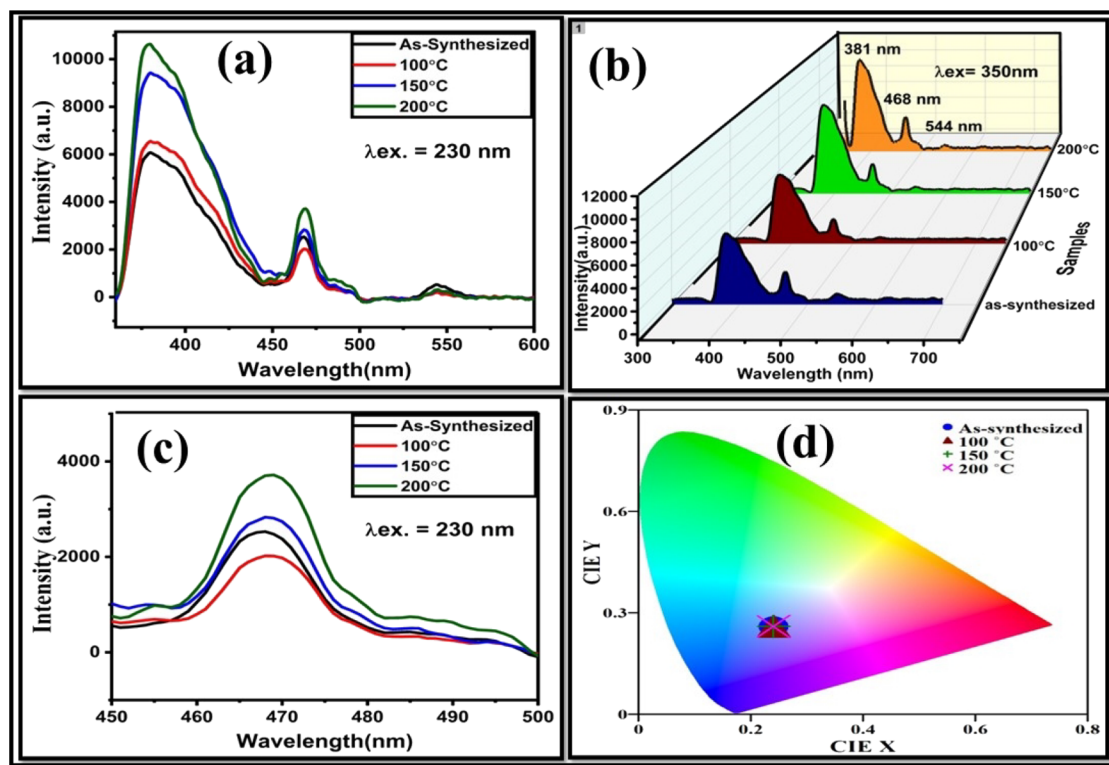 (a)
As-Synthesized
100°C
150°C
200°C
λex. = 230 nm
10000
8000
6000
4000
2000
0
Intensity (a.u.)
400 450 500 550 600
Wavelength(nm)
1
(b)
381 nm
λex= 350nm
468 nm
544 nm
200°C
150°C
100°C
as-synthesized
Samples
12000
10000
8000
6000
4000
2000
0
Intensity(a.u.)
300 400 500 600 700
Wavelength (nm)
(c)
As-Synthesized
100°C
150°C
200°C
λex. = 230 nm
4000
2000
0
Intensity (a.u.)
450 460 470 480 490 500
Wavelength(nm)
(d)
As-synthesized
100 °C
150 °C
200 °C
0.9
0.6
0.3
0
CIE Y
0 0.2 0.4 0.6 0.8
CIE X